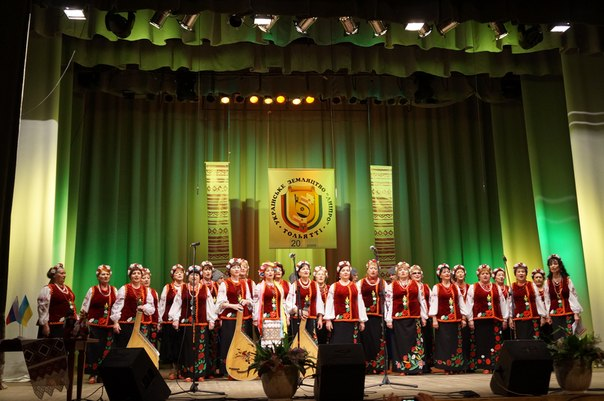 УКРАЇНСЬКЕ ЗЕМЛЯЦТВО "ДНІПРО"
ТОЛЬЯТТІ
20